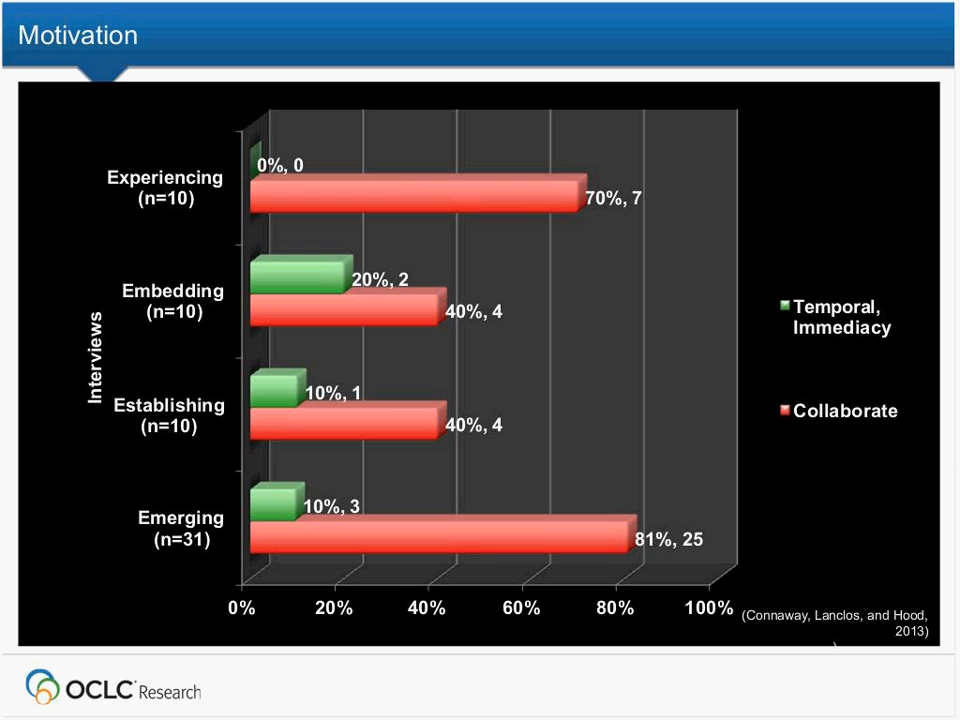 Motivation
Experiencing
(n=10)
0%, 0
70%, 7
Embedding
(n=10)
20%, 2
40%, 4
Interviews
Establishing
(n=10)
10%, 1
40%, 4
Emerging
(n=31)
10%, 3
81%, 25
0% 20% 40% 60% 80% 100%
Temporal,
Immediacy
Collaborate
(Connaway, Lanclos, and Hood,
2013)
)
OCLC Research